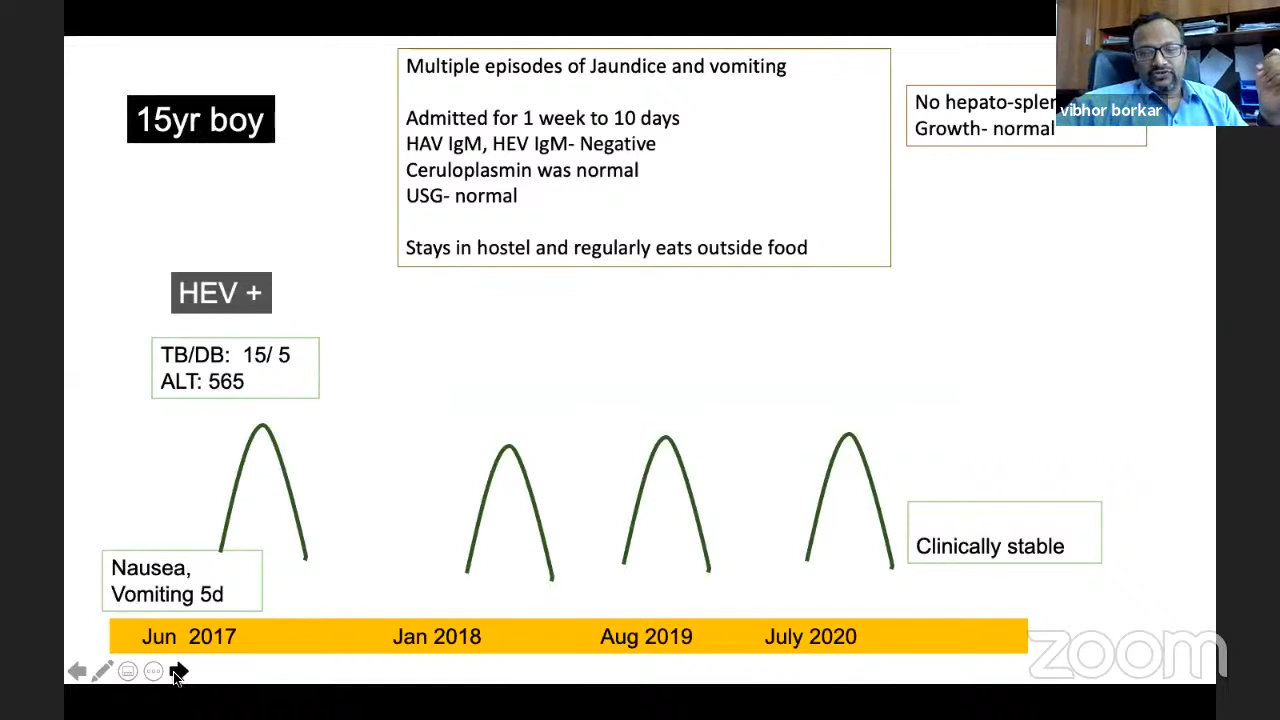 15yr boy
Multiple episodes of Jaundice and vomiting
Admitted for 1 week to 10 days
HAV IgM, HEV IgM- Negative
Ceruloplasmin was normal
USG- normal
Stays in hostel and regularly eats outside food
No
Growth- normal
vibhor borkar
HEV +
TB/DB: 15/ 5
ALT: 565
Nausea,
Vomiting 5d
Clinically stable
Jun 2017 Jan 2018 Aug 2019 July 2020
zoom